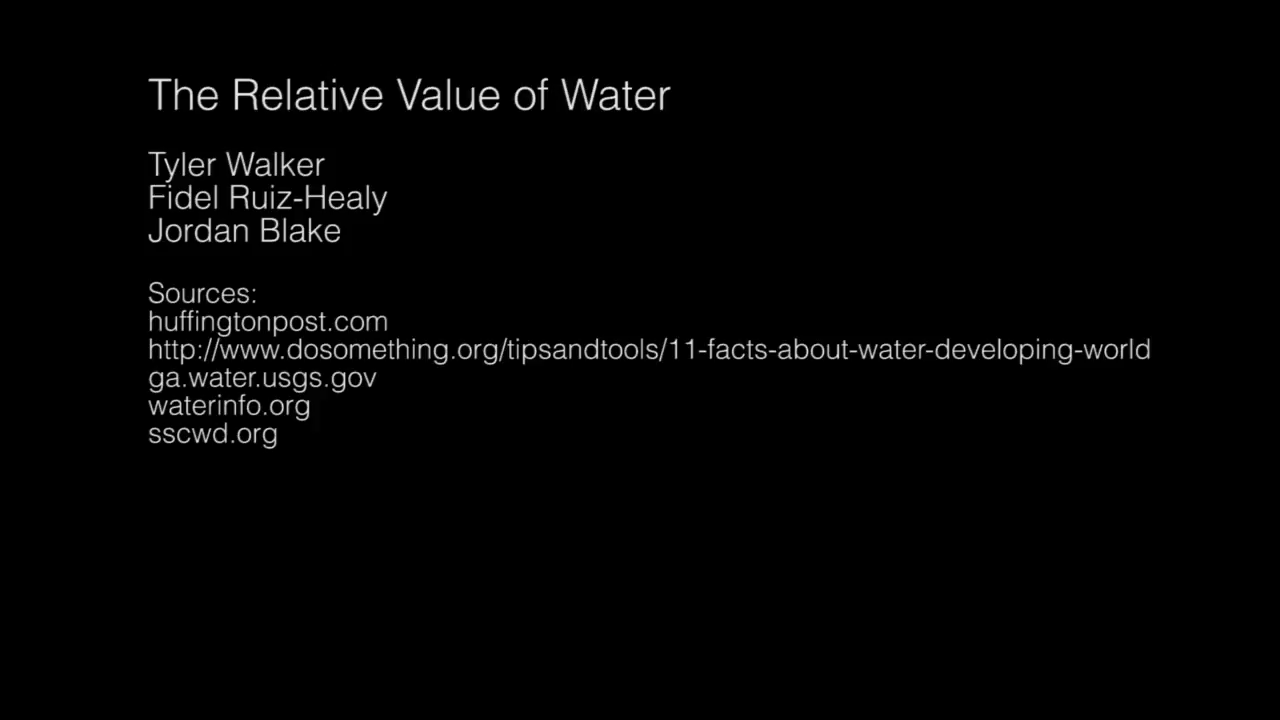 The Relative Value of Water
Tyler Walker
Fidel Ruiz-Healy
Jordan Blake
Sources:
huffingtonpost.com
http://www.dosomething.org/tipsandtools/11-facts-about-water-developing-world
ga.water.usgs.gov
waterinfo.org
sscwd.org